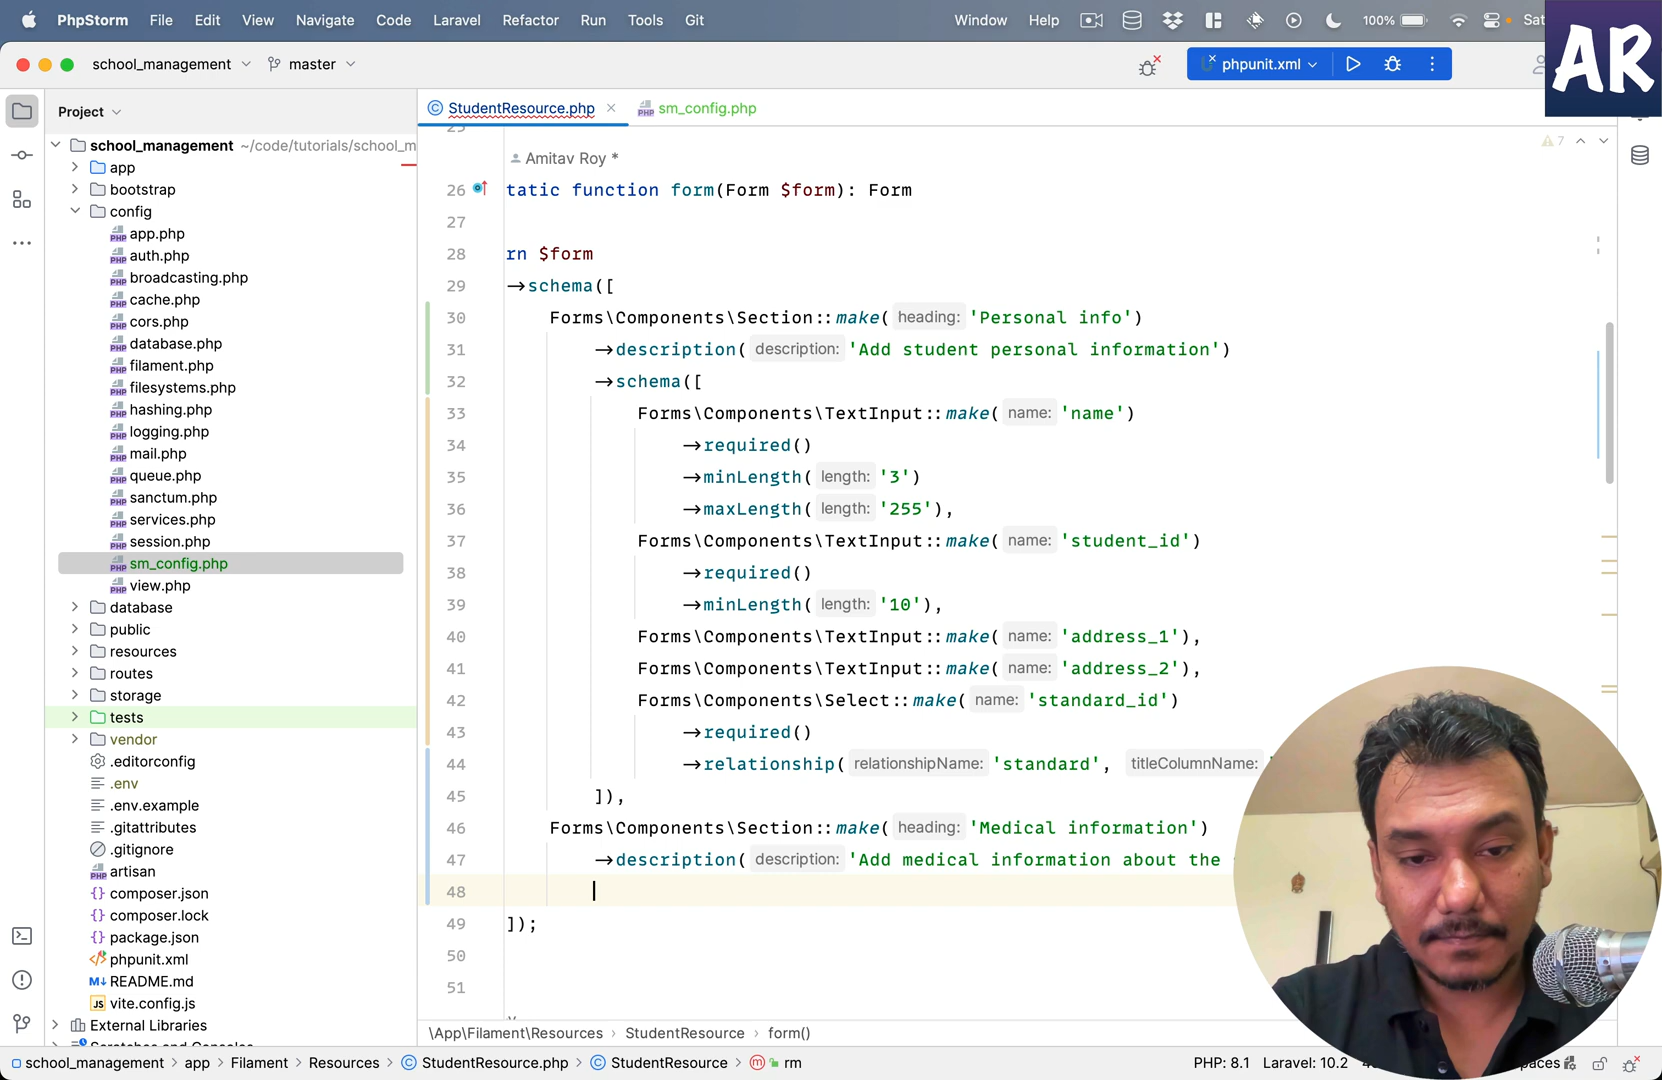 PhpStorm File Edit View Navigate Code Laravel Refactor Run Tools Git Window Help 100% Sat
AR
school_management master phpunit.xml
Project
StudentResource.php sm_config.php
school_management ~/code/tutorials/school_m
app
bootstrap
config
app.php
auth.php
broadcasting.php
cache.php
cors.php
database.php
filament.php
filesystems.php
hashing.php
logging.php
mail.php
queue.php
sanctum.php
services.php
session.php
sm_config.php
view.php
database
public
resources
routes
storage
tests
vendor
.editorconfig
.env
.env.example
.gitattributes
.gitignore
artisan
composer.json
composer.lock
package.json
phpunit.xml
README.md
vite.config.js
External Libraries
Scratches and Consoles
25
7
Amitav Roy *
26 tatic function form(Form $form): Form
27
28 rn $form
29 →schema([
30 Forms\Components\Section::make( heading: 'Personal info')
31 →description( description: 'Add student personal information')
32 →schema([
33 Forms\Components\TextInput::make( name: 'name')
34 →required()
35 →minLength( length: '3')
36 →maxLength( length: '255'),
37 Forms\Components\TextInput::make( name: 'student_id')
38 →required()
39 →minLength( length: '10'),
40 Forms\Components\TextInput::make( name: 'address_1'),
41 Forms\Components\TextInput::make( name: 'address_2'),
42 Forms\Components\Select::make( name: 'standard_id')
43 →required()
44 →relationship( relationshipName: 'standard', titleColumnName:
45 ]),
46 Forms\Components\Section::make( heading: 'Medical information')
47 →description( description: 'Add medical information about the
48
49 ]);
50
51
\App\Filament\Resources › StudentResource › form()
school_management › app › Filament › Resources › StudentResource.php › StudentResource › rm
PHP: 8.1 Laravel: 10.2 4 paces